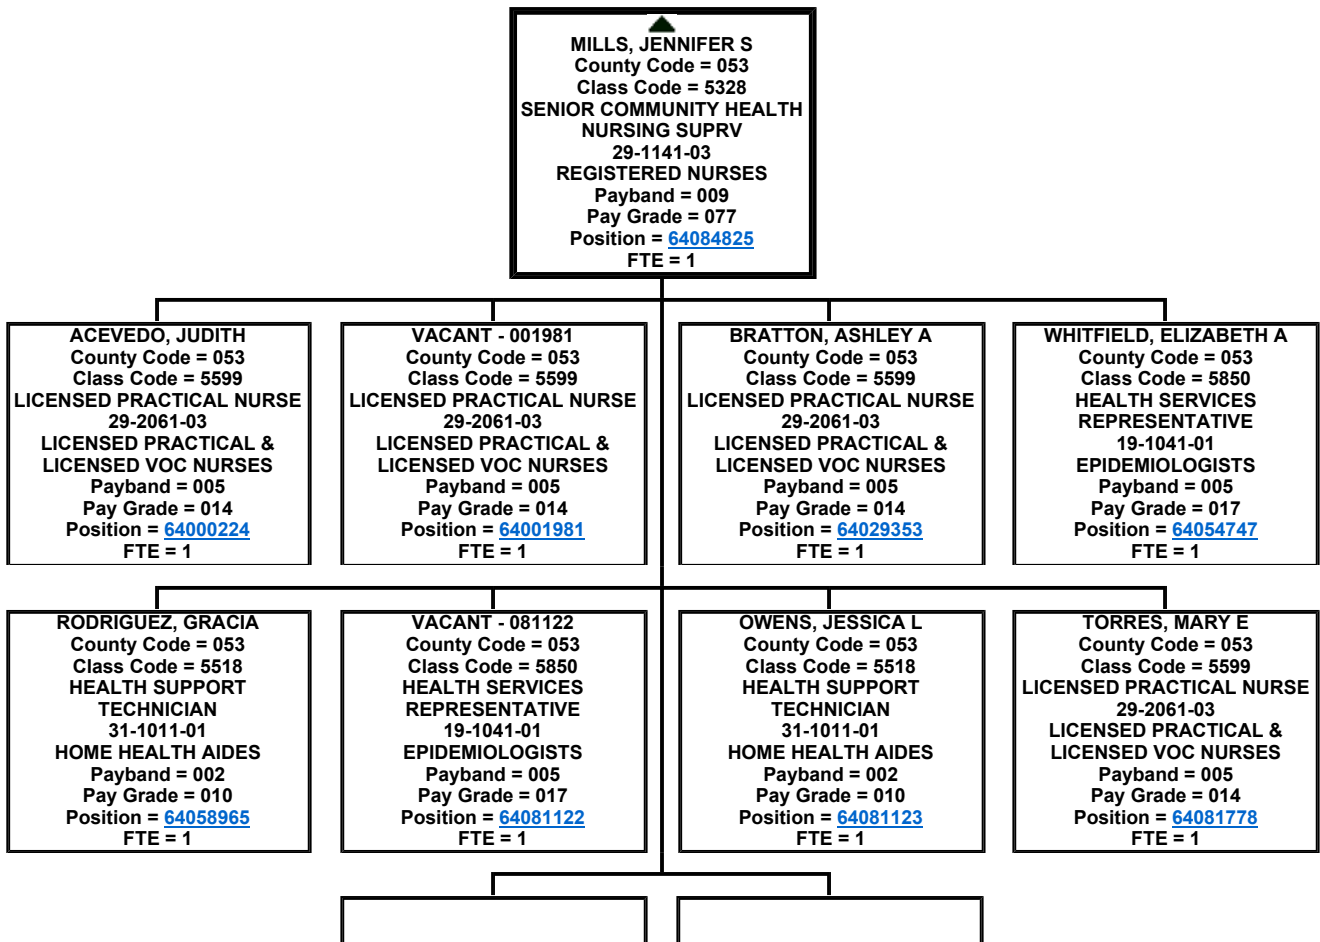 MILLS, JENNIFER S
County Code = 053
Class Code = 5328
SENIOR COMMUNITY HEALTH
NURSING SUPRV
29-1141-03
REGISTERED NURSES
Payband = 009
Pay Grade = 077
Position = 64084825
FTE = 1
ACEVEDO, JUDITH
County Code = 053
Class Code = 5599
LICENSED PRACTICAL NURSE
29-2061-03
LICENSED PRACTICAL &
LICENSED VOC NURSES
Payband = 005
Pay Grade = 014
Position = 64000224
FTE = 1
VACANT - 001981
County Code = 053
Class Code = 5599
LICENSED PRACTICAL NURSE
29-2061-03
LICENSED PRACTICAL &
LICENSED VOC NURSES
Payband = 005
Pay Grade = 014
Position = 64001981
FTE = 1
BRATTON, ASHLEY A
County Code = 053
Class Code = 5599
LICENSED PRACTICAL NURSE
29-2061-03
LICENSED PRACTICAL &
LICENSED VOC NURSES
Payband = 005
Pay Grade = 014
Position = 64029353
FTE = 1
WHITFIELD, ELIZABETH A
County Code = 053
Class Code = 5850
HEALTH SERVICES
REPRESENTATIVE
19-1041-01
EPIDEMIOLOGISTS
Payband = 005
Pay Grade = 017
Position = 64054747
FTE = 1
RODRIGUEZ, GRACIA
County Code = 053
Class Code = 5518
HEALTH SUPPORT
TECHNICIAN
31-1011-01
HOME HEALTH AIDES
Payband = 002
Pay Grade = 010
Position = 64058965
FTE = 1
VACANT - 081122
County Code = 053
Class Code = 5850
HEALTH SERVICES
REPRESENTATIVE
19-1041-01
EPIDEMIOLOGISTS
Payband = 005
Pay Grade = 017
Position = 64081122
FTE = 1
OWENS, JESSICA L
County Code = 053
Class Code = 5518
HEALTH SUPPORT
TECHNICIAN
31-1011-01
HOME HEALTH AIDES
Payband = 002
Pay Grade = 010
Position = 64081123
FTE = 1
TORRES, MARY E
County Code = 053
Class Code = 5599
LICENSED PRACTICAL NURSE
29-2061-03
LICENSED PRACTICAL &
LICENSED VOC NURSES
Payband = 005
Pay Grade = 014
Position = 64081778
FTE = 1